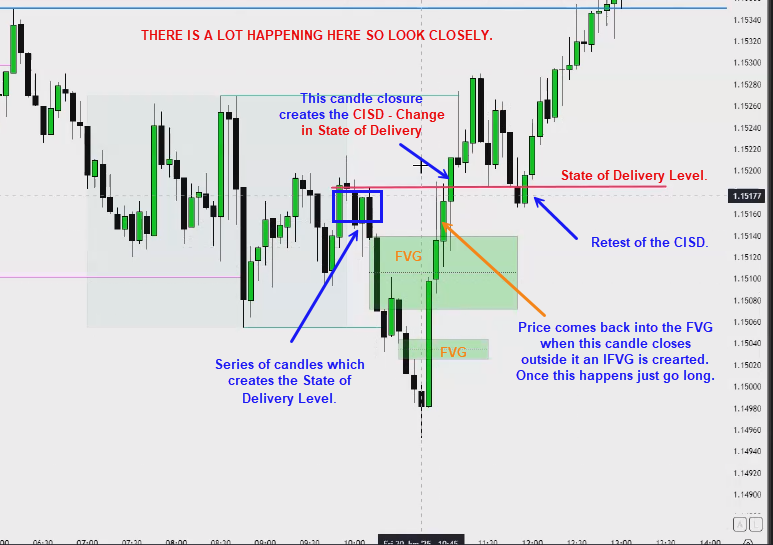 THERE IS A LOT HAPPENING HERE SO LOOK CLOSELY.
This candle closure
creates the CISD - Change
in State of Delivery
State of Delivery Level.
Retest of the CISD.
FVG
FVG
Price comes back into the FVG
when this candle closes
outside it an IFVG is crearted.
Once this happens just go long.
Series of candles which
creates the State of
Delivery Level.
1.15340
1.15320
1.15300
1.15280
1.15260
1.15240
1.15220
1.15200
1.15177
1.15160
1.15140
1.15120
1.15100
1.15080
1.15060
1.15040
1.15020
1.15000
1.14980
1.14960
1.14940
1.14920
1.14900
A L
06:30 07:00 07:30 08:00 08:30 09:00 09:30 10:00 11:30 12:00 12:30 13:00 14:00